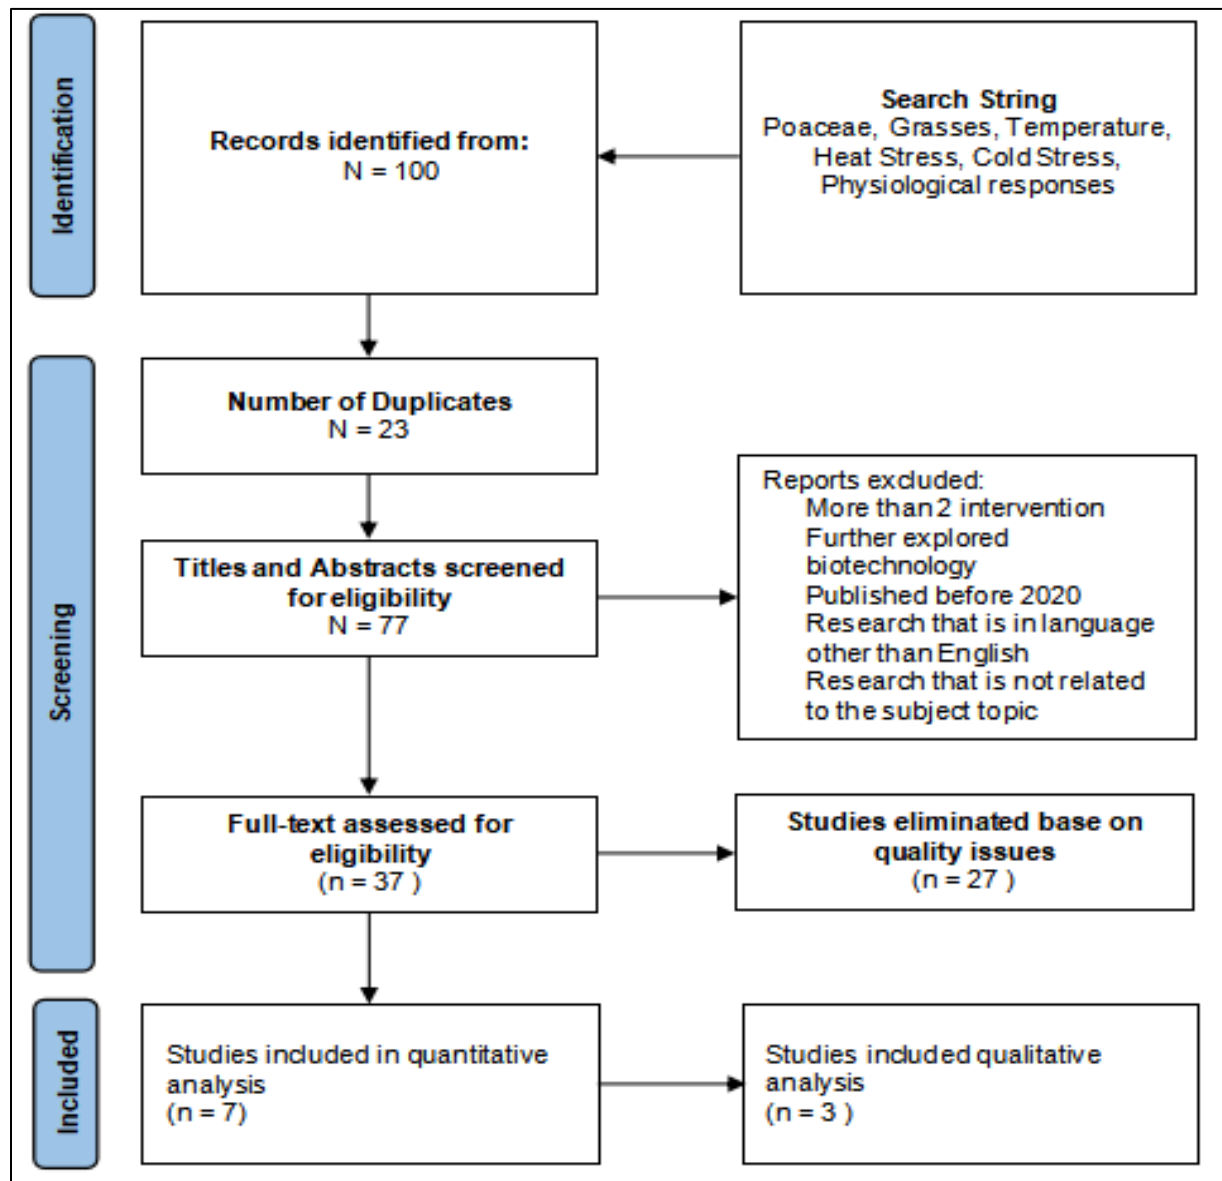 Identification
Records identified from:
N = 100
Search String
Poaceae, Grasses, Temperature,
Heat Stress, Cold Stress,
Physiological responses
Screening
Number of Duplicates
N = 23
Titles and Abstracts screened
for eligibility
N = 77
Reports excluded:
More than 2 intervention
Further explored
biotechnology
Published before 2020
Research that is in language
other than English
Research that is not related
to the subject topic
Full-text assessed for
eligibility
(n = 37 )
Studies eliminated base on
quality issues
(n = 27 )
Included
Studies included in quantitative
analysis
(n = 7)
Studies included qualitative
analysis
(n = 3 )